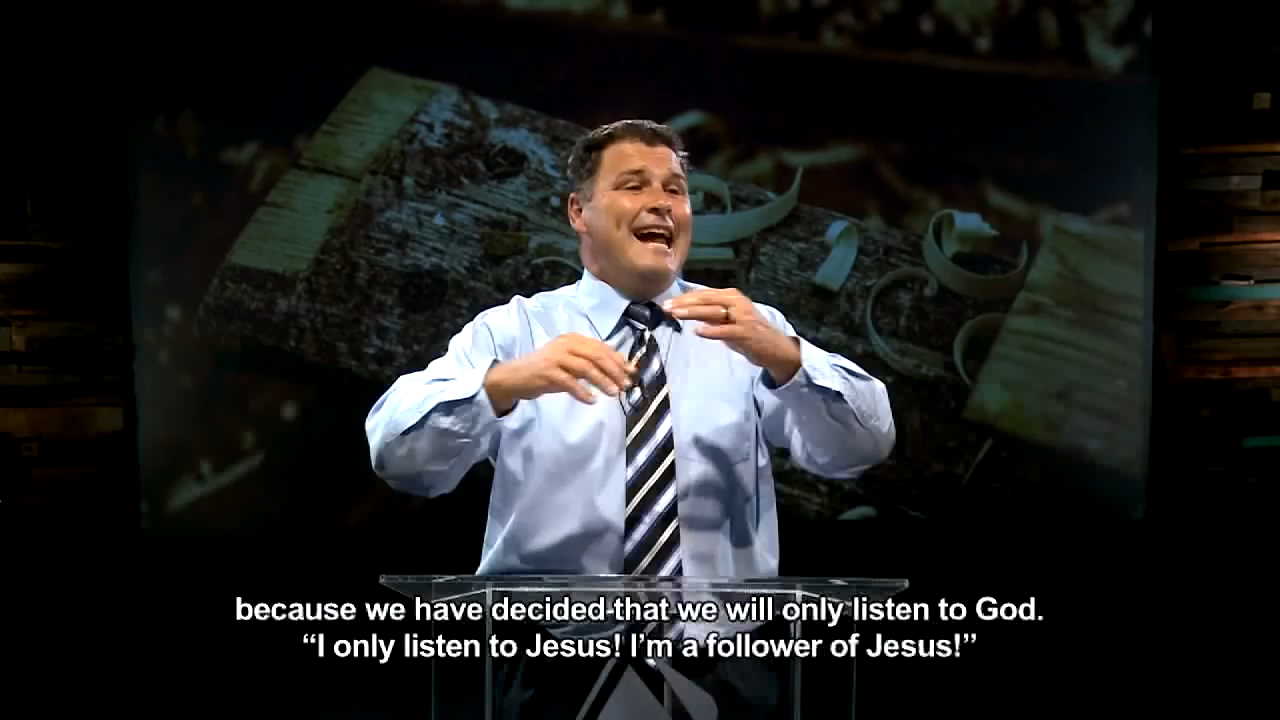 because we have decided that we will only listen to God.
“I only listen to Jesus! I’m a follower of Jesus!”